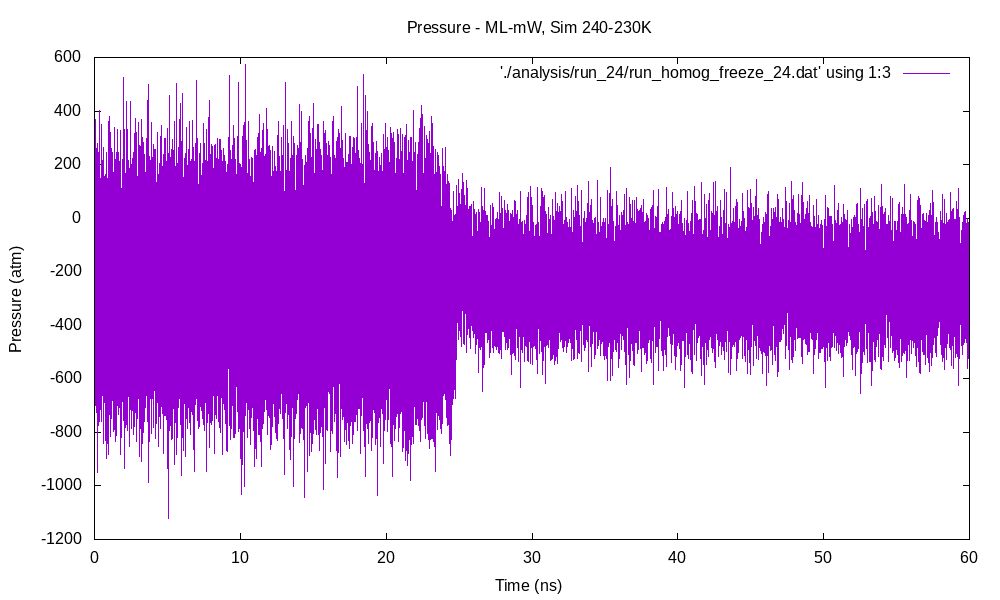 Pressure - ML-mW, Sim 240-230K
'./analysis/run_24/run_homog_freeze_24.dat' using 1:3
600
400
200
0
-200
-400
-600
-800
-1000
-1200
Pressure (atm)
0 10 20 30 40 50 60
Time (ns)